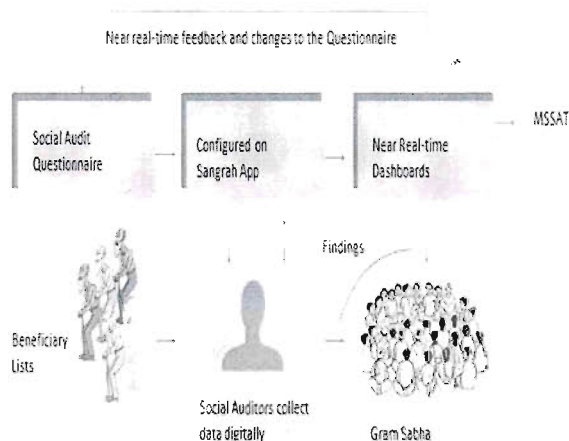 Near real-time feedback and changes to the Questionnaire
Social Audit
Questionnaire
Configured on
Sangrah App
Near Real-time
Dashboards
MSSAT
Findings
Beneficiary
Lists
Social Auditors collect
data digitally
Gram Sabha